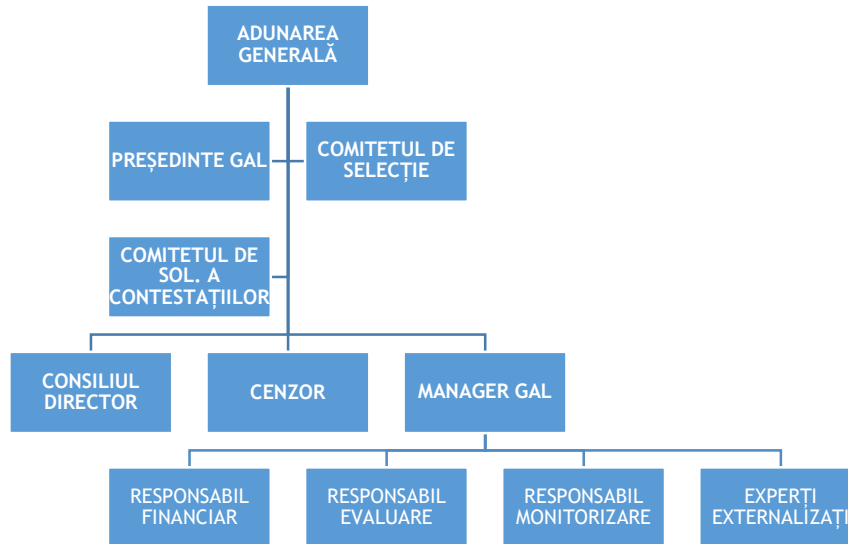 ADUNAREA
GENERALĂ
PREȘEDINTE GAL
COMITETUL DE
SELECȚIE
COMITETUL DE
SOL. A
CONTESTAȚIILOR
CONSILIUL
DIRECTOR
CENZOR
MANAGER GAL
RESPONSABIL
FINANCIAR
RESPONSABIL
EVALUARE
RESPONSABIL
MONITORIZARE
EXPERȚI
EXTERNALIZAȚI